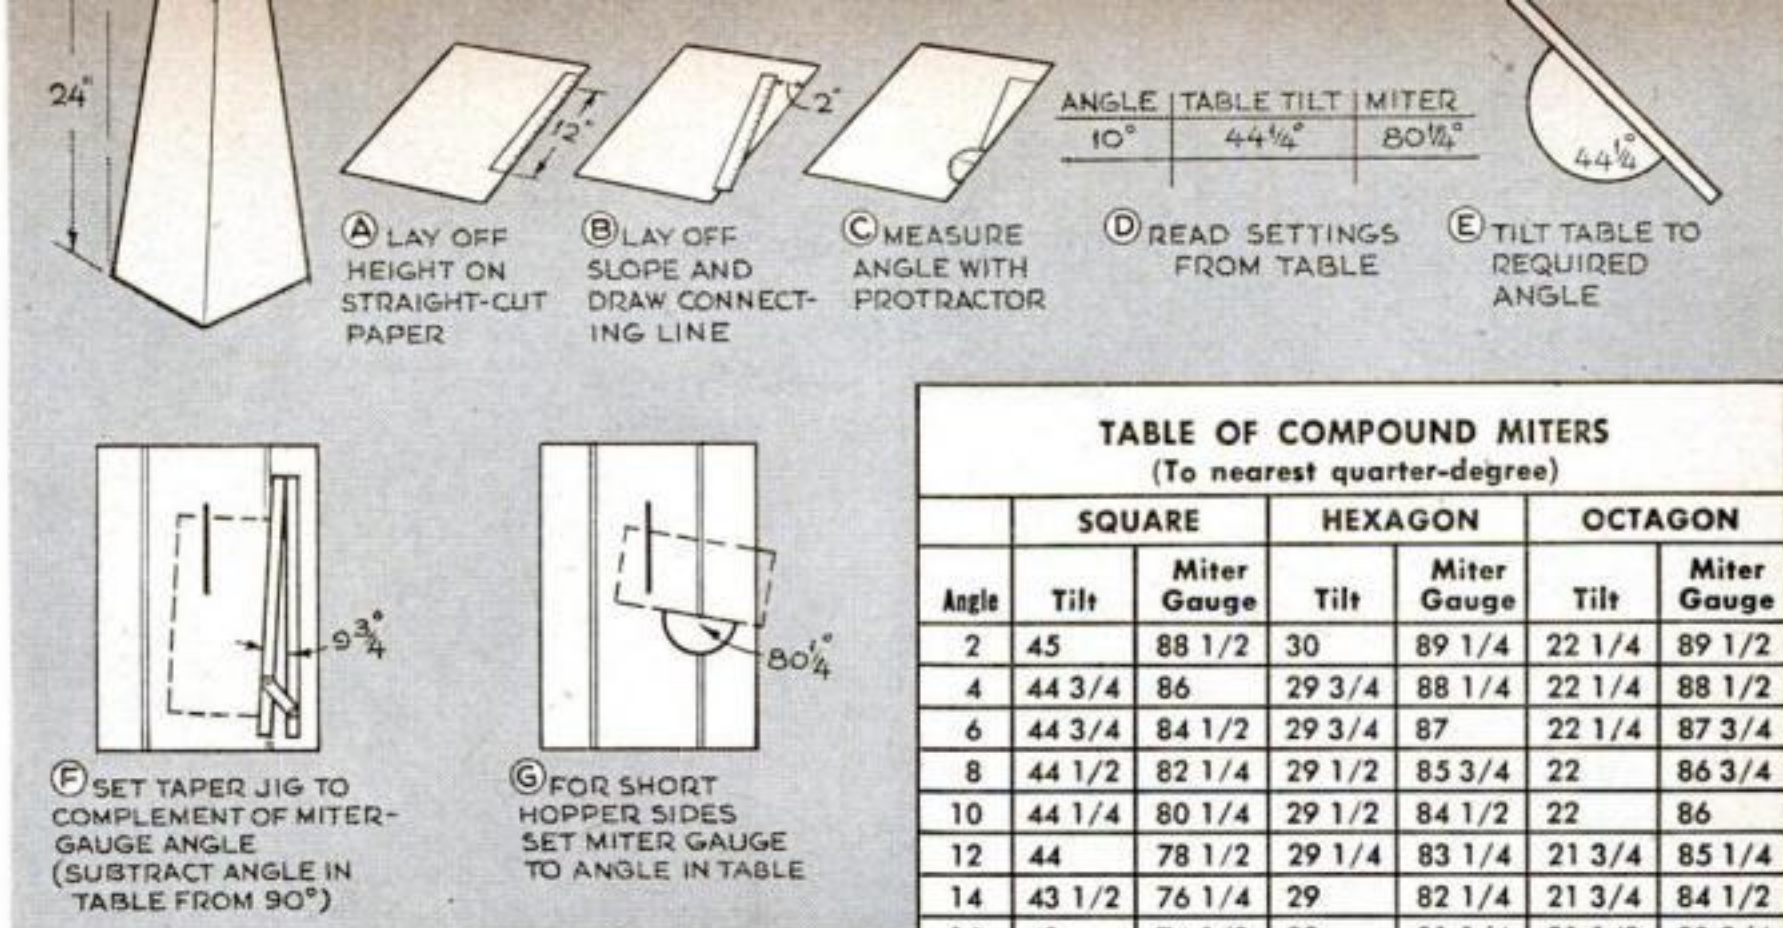 24"
12"
2"
ANGLE | TABLE TILT | MITER
10° 44 1/4° 80 1/4°
44 1/4°
Ⓐ LAY OFF
HEIGHT ON
STRAIGHT-CUT
PAPER
Ⓑ LAY OFF
SLOPE AND
DRAW CONNECT-
ING LINE
Ⓒ MEASURE
ANGLE WITH
PROTRACTOR
Ⓓ READ SETTINGS
FROM TABLE
Ⓔ TILT TABLE TO
REQUIRED
ANGLE
9 3/4°
Ⓕ SET TAPER JIG TO
COMPLEMENT OF MITER-
GAUGE ANGLE
(SUBTRACT ANGLE IN
TABLE FROM 90°)
80 1/4°
Ⓖ FOR SHORT
HOPPER SIDES
SET MITER GAUGE
TO ANGLE IN TABLE
TABLE OF COMPOUND MITERS
(To nearest quarter-degree)
SQUARE HEXAGON OCTAGON
Angle Tilt Miter Gauge Tilt Miter Gauge Tilt Miter Gauge
2 45 88 1/2 30 89 1/4 22 1/4 89 1/2
4 44 3/4 86 29 3/4 88 1/4 22 1/4 88 1/2
6 44 3/4 84 1/2 29 3/4 87 22 1/4 87 3/4
8 44 1/2 82 1/4 29 1/2 85 3/4 22 86 3/4
10 44 1/4 80 1/4 29 1/2 84 1/2 22 86
12 44 78 1/2 29 1/4 83 1/4 21 3/4 85 1/4
14 43 1/2 76 1/4 29 82 1/4 21 3/4 84 1/2